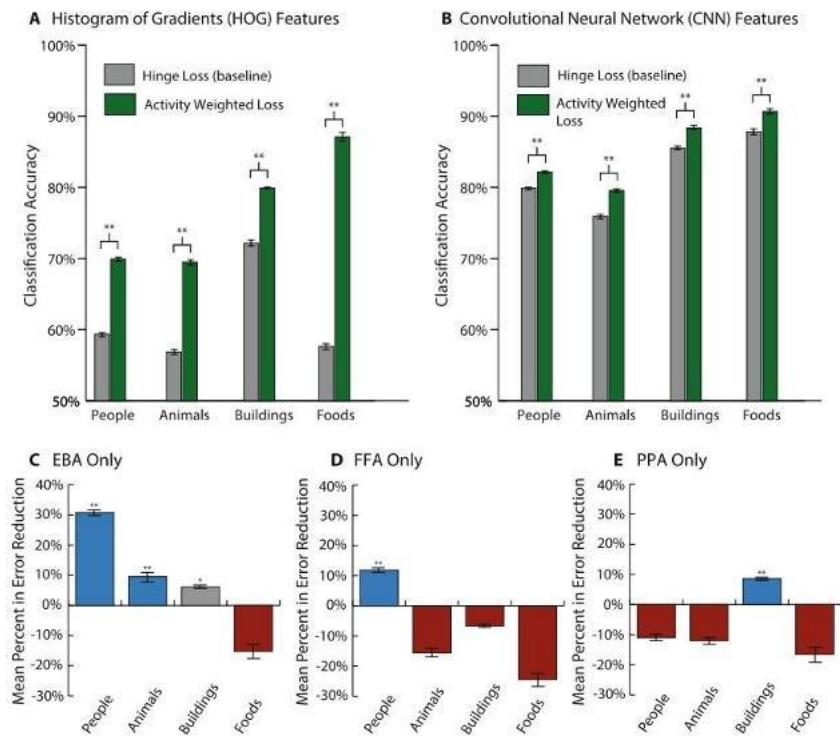 A Histogram of Gradients (HOG) Features
100%
90%
80%
70%
60%
50%
Classification Accuracy
Hinge Loss (baseline)
Activity Weighted Loss
**
**
**
**
People Animals Buildings Foods
B Convolutional Neural Network (CNN) Features
100%
90%
80%
70%
60%
50%
Classification Accuracy
Hinge Loss (baseline)
Activity Weighted
Loss
**
**
**
**
People Animals Buildings Foods
C EBA Only
40%
30%
20%
10%
0%
-10%
-20%
-30%
Mean Percent in Error Reduction
**
**
*
People Animals Buildings Foods
D FFA Only
40%
30%
20%
10%
0%
-10%
-20%
-30%
Mean Percent in Error Reduction
**
People Animals Buildings Foods
E PPA Only
40%
30%
20%
10%
0%
-10%
-20%
-30%
Mean Percent in Error Reduction
**
People Animals Buildings Foods